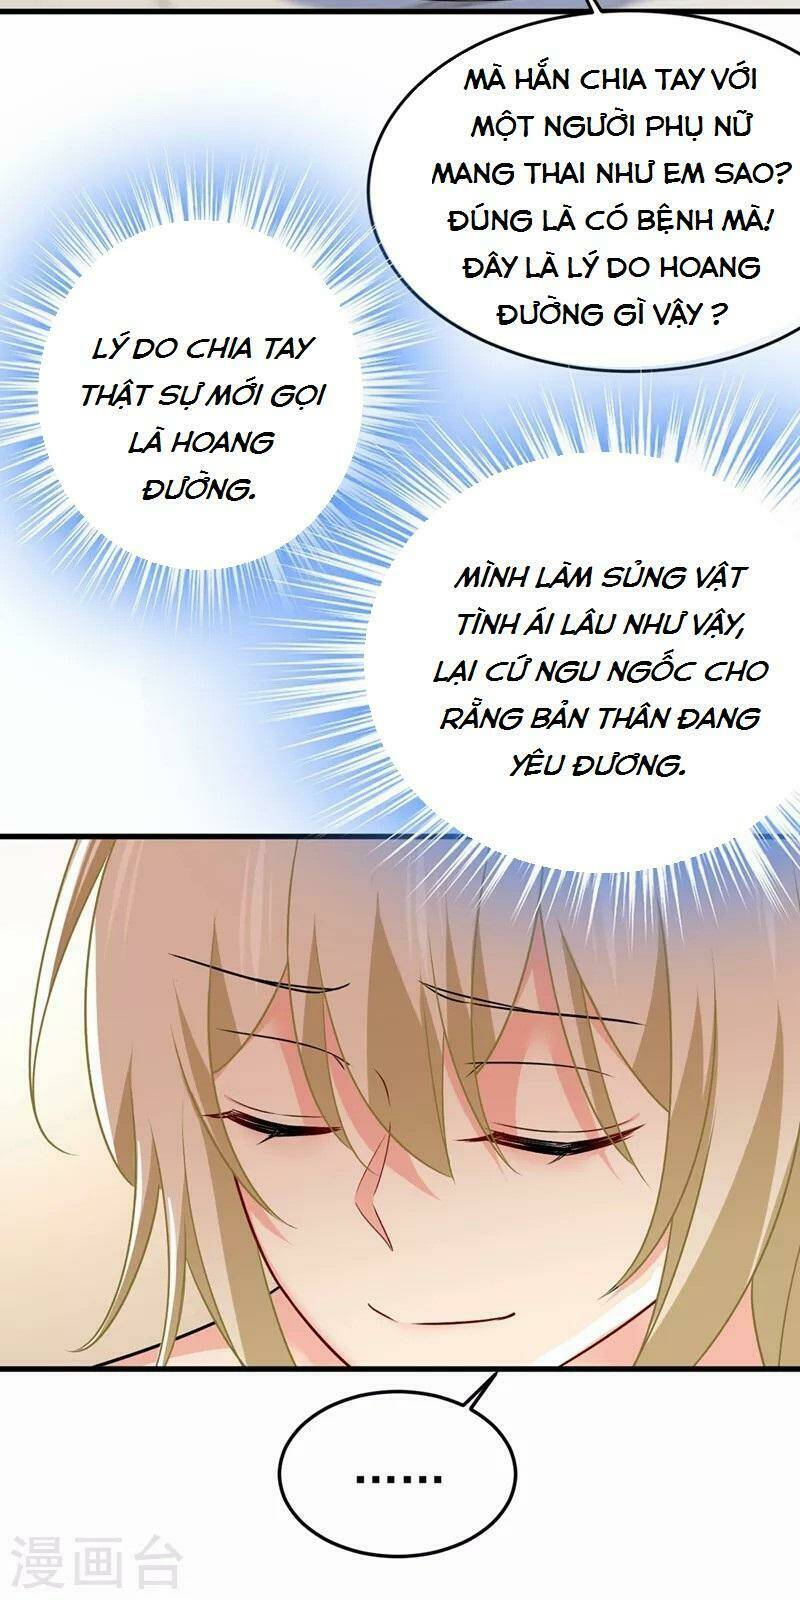 MÀ HẮN CHIA TAY VỚI
MỘT NGƯỜI PHỤ NỮ
MANG THAI NHƯ EM SAO?
ĐÚNG LÀ CÓ BỆNH MÀ!
ĐÂY LÀ LÝ DO HOANG
ĐƯỜNG GÌ VẬY ?
LÝ DO CHIA TAY
THẬT SỰ MỚI GỌI
LÀ HOANG
ĐƯỜNG.
MÌNH LÀM SỦNG VẬT
TÌNH ÁI LÂU NHƯ VẬY,
LẠI CỨ NGU NGỐC CHO
RẰNG BẢN THÂN ĐANG
YÊU ĐƯƠNG.
......
漫画台